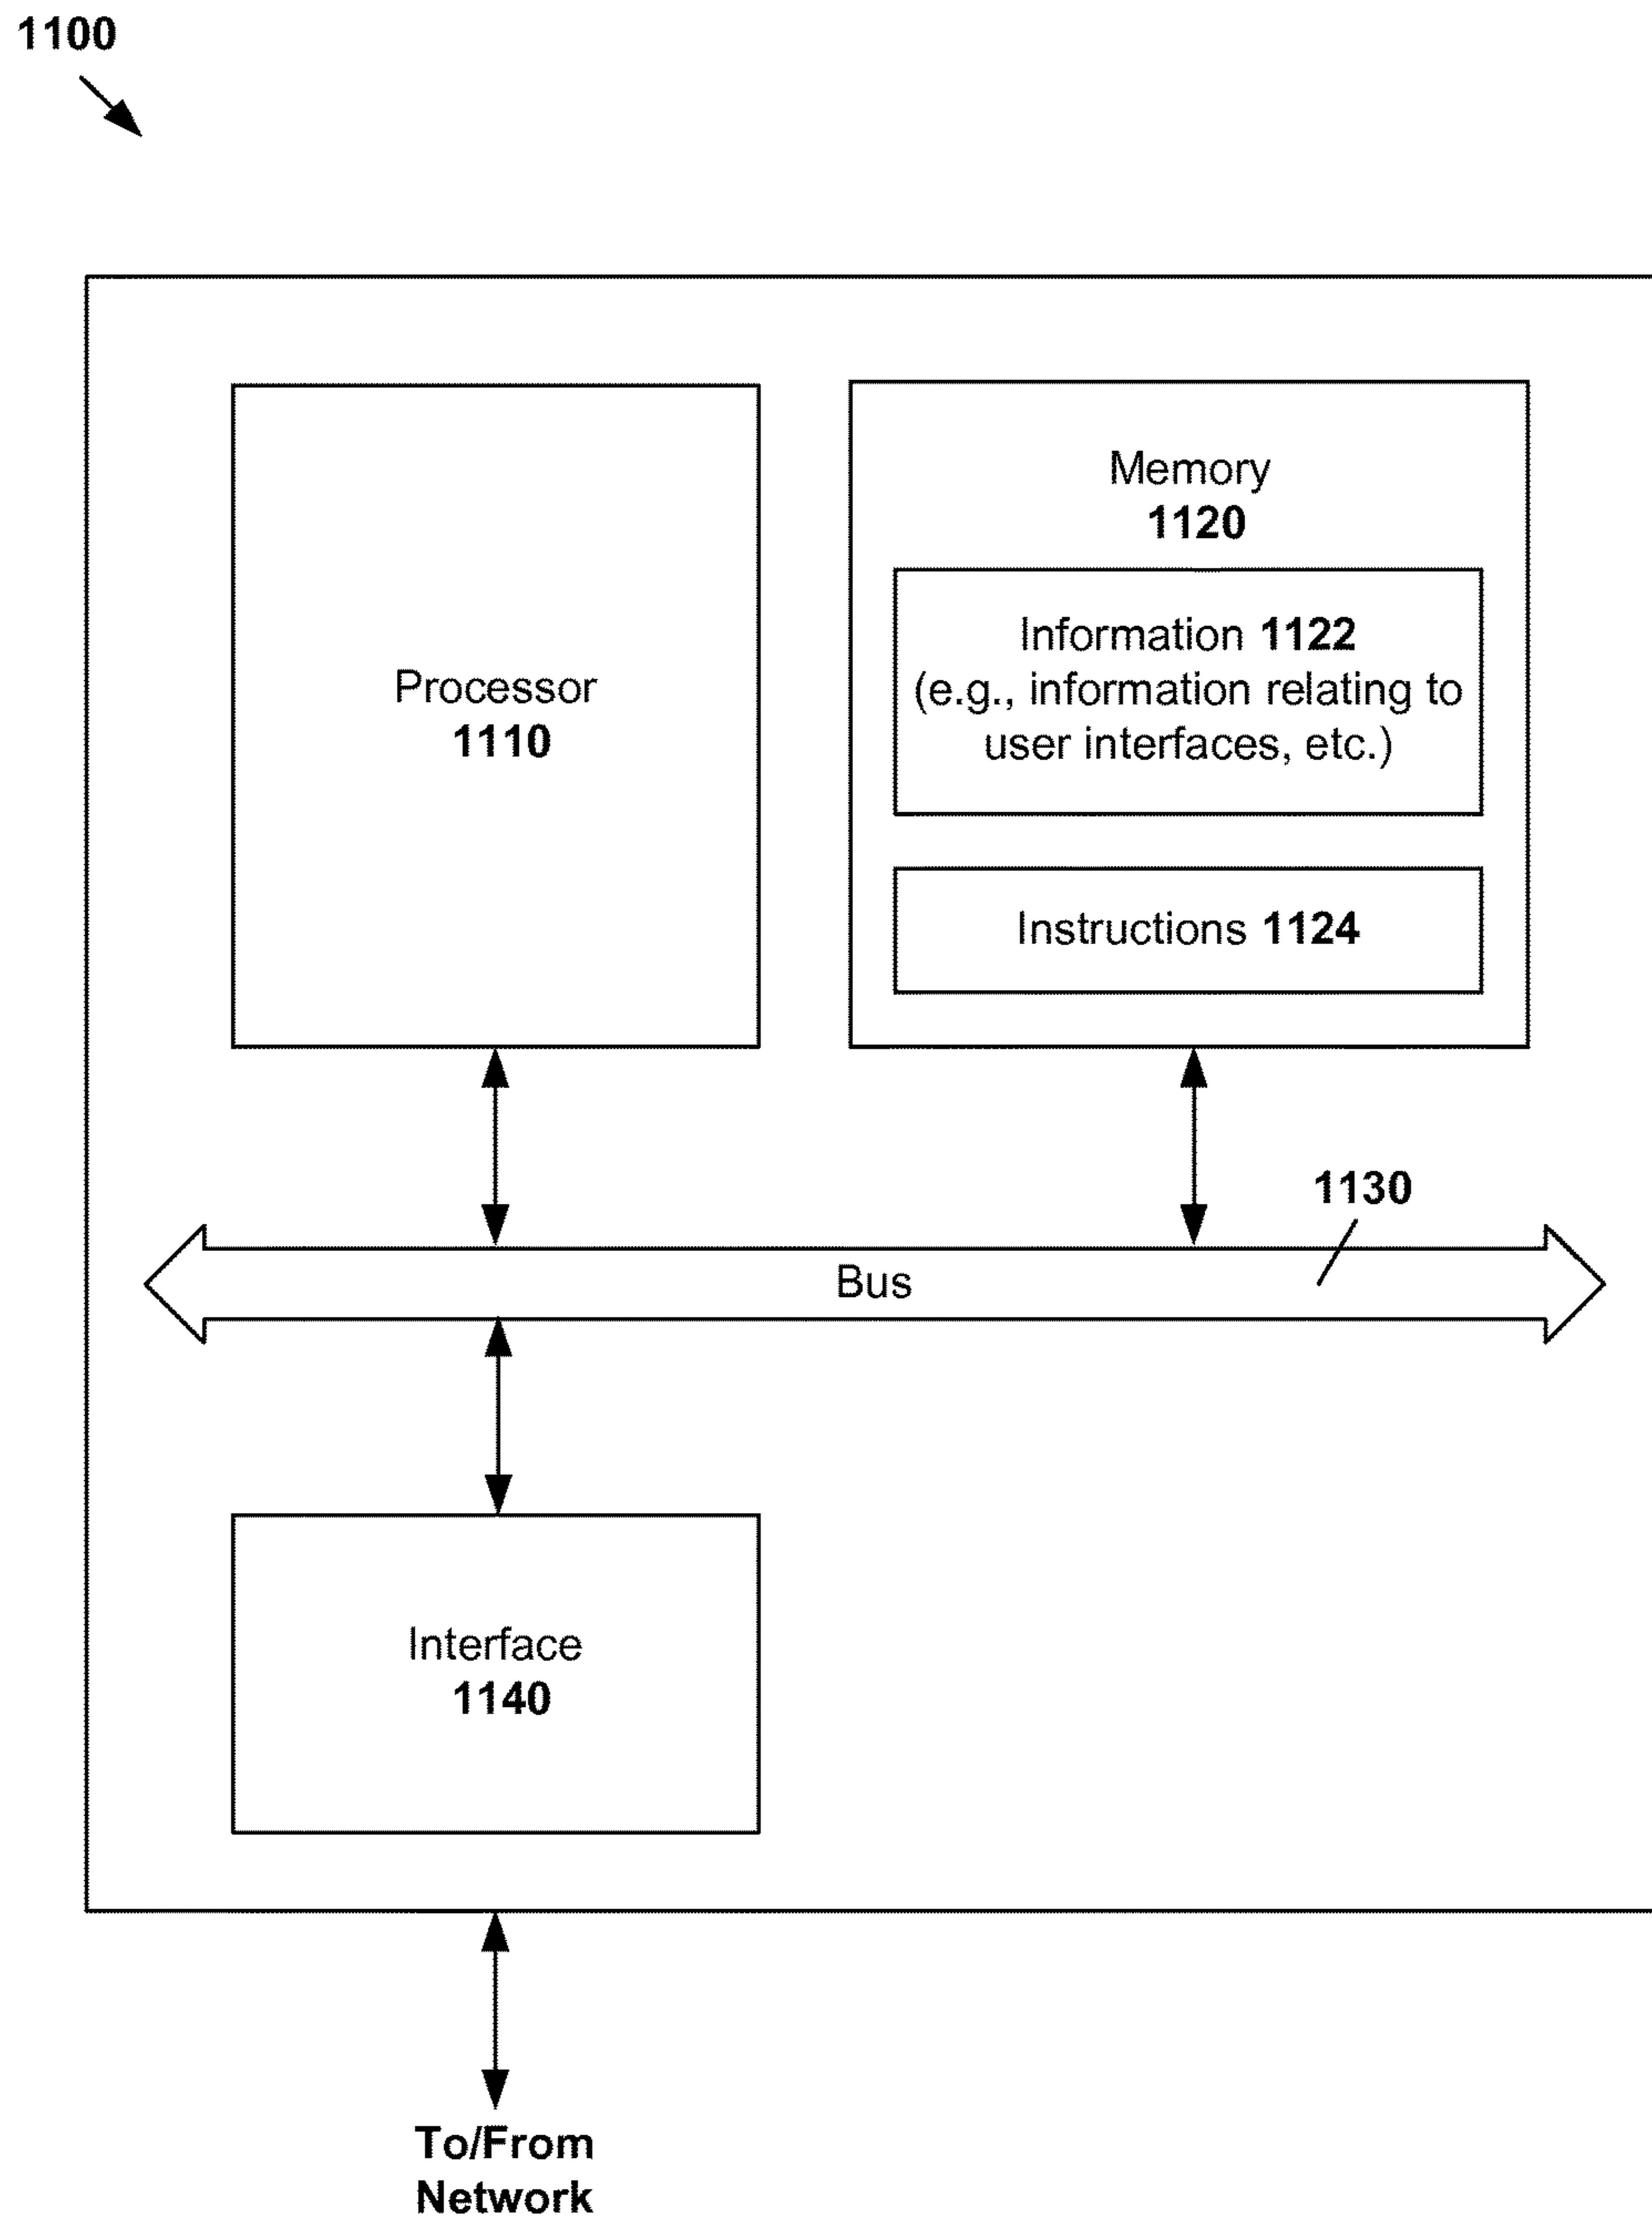 1100
Processor
1110
Memory
1120
Information 1122
(e.g., information relating to
user interfaces, etc.)
Instructions 1124
1130
Bus
Interface
1140
To/From
Network